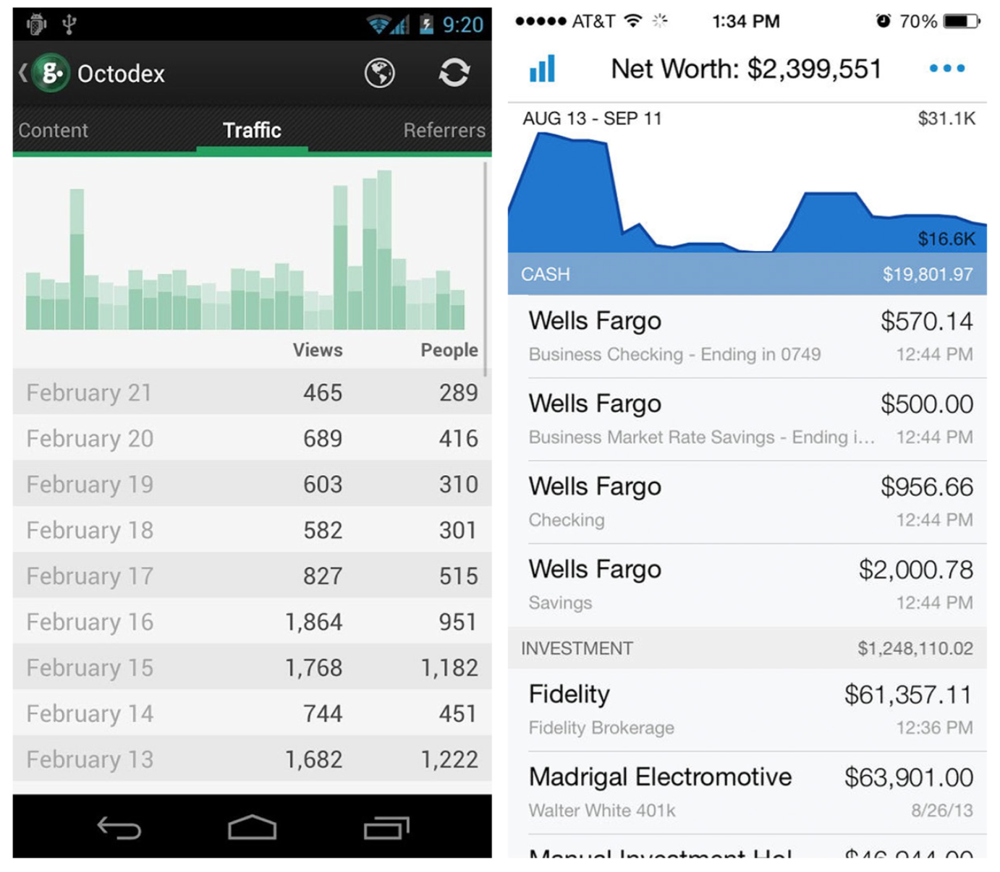 9:20
g.
Octodex
Content Traffic Referrers
Views People
February 21 465 289
February 20 689 416
February 19 603 310
February 18 582 301
February 17 827 515
February 16 1,864 951
February 15 1,768 1,182
February 14 744 451
February 13 1,682 1,222
AT&T 1:34 PM 70%
Net Worth: $2,399,551
AUG 13 - SEP 11 $31.1K
$16.6K
CASH $19,801.97
Wells Fargo $570.14
Business Checking - Ending in 0749 12:44 PM
Wells Fargo $500.00
Business Market Rate Savings - Ending i... 12:44 PM
Wells Fargo $956.66
Checking 12:44 PM
Wells Fargo $2,000.78
Savings 12:44 PM
INVESTMENT $1,248,110.02
Fidelity $61,357.11
Fidelity Brokerage 12:36 PM
Madrigal Electromotive $63,901.00
Walter White 401k 8/26/13
Manual Investment